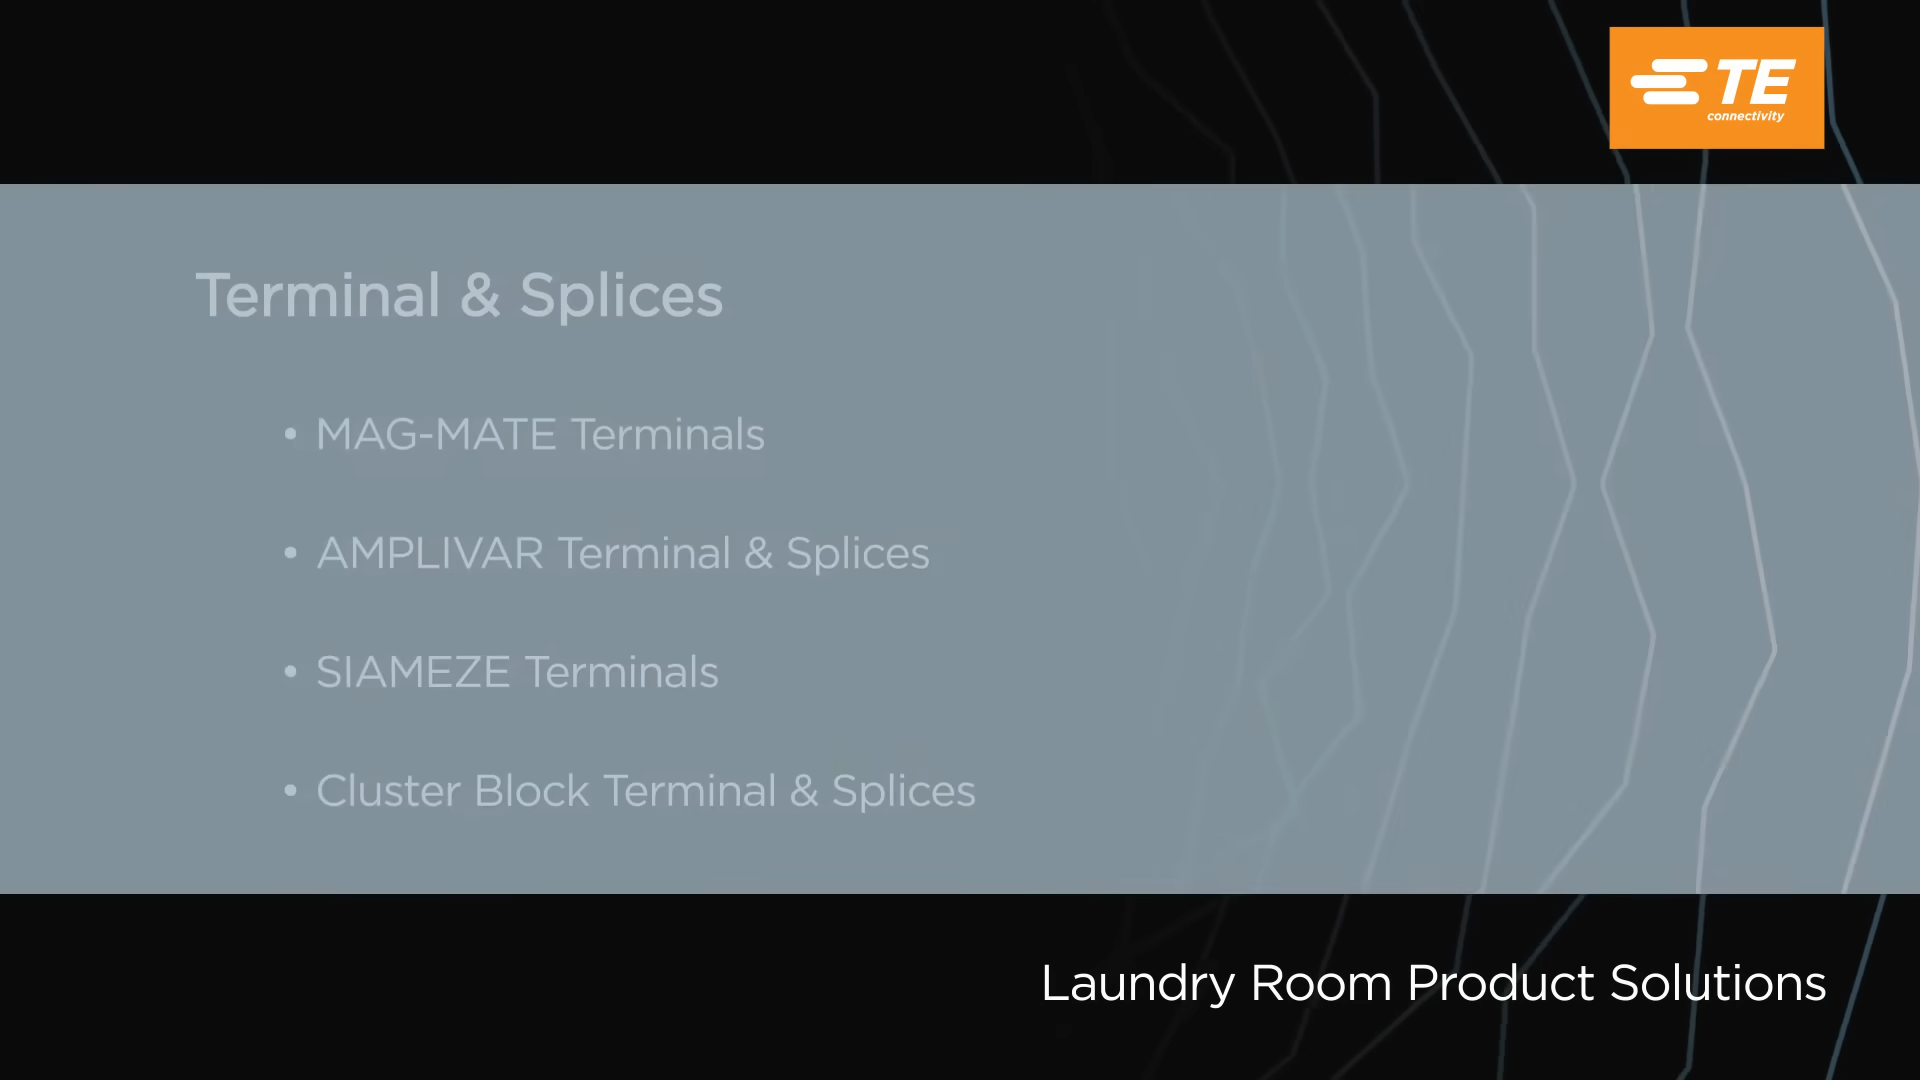 TE
connectivity
Terminal & Splices
• MAG-MATE Terminals
• AMPLIVAR Terminal & Splices
• SIAMEZE Terminals
• Cluster Block Terminal & Splices
Laundry Room Product Solutions